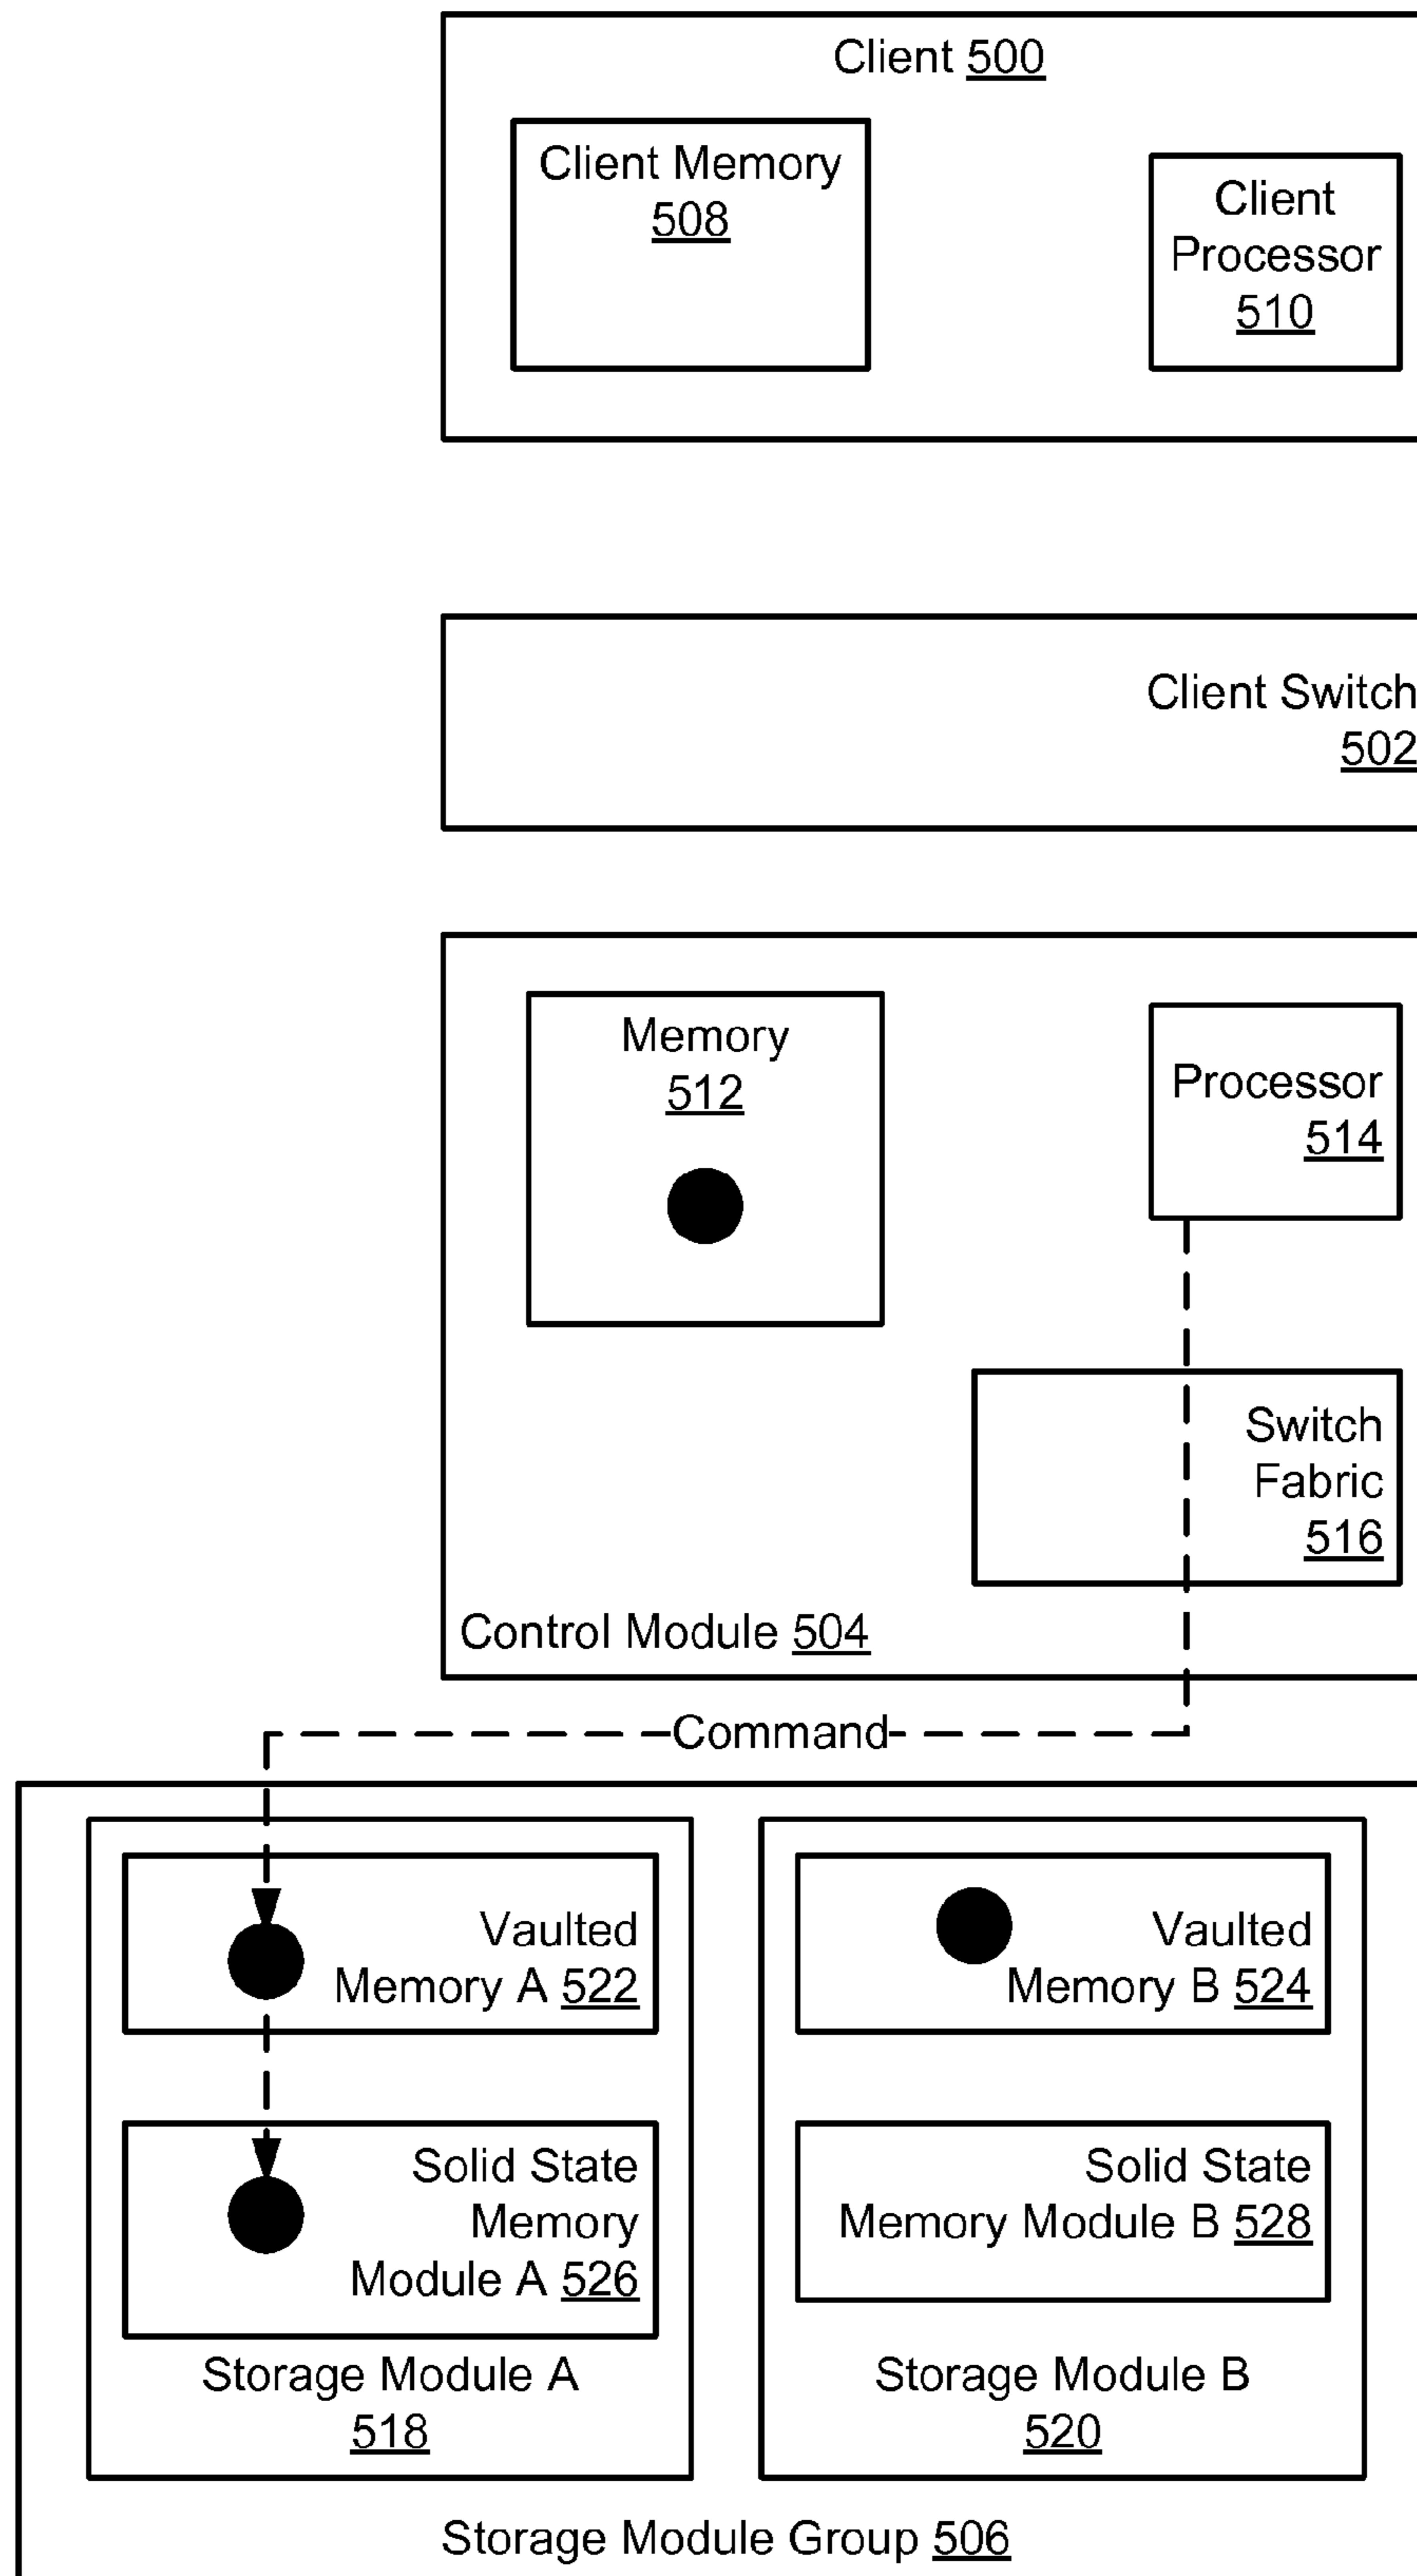 Client 500
Client Memory
508
Client
Processor
510
Client Switch
502
Memory
512
Processor
514
Switch
Fabric
516
Control Module 504
Command
Vaulted
Memory A 522
Vaulted
Memory B 524
Solid State
Memory
Module A 526
Solid State
Memory Module B 528
Storage Module A
518
Storage Module B
520
Storage Module Group 506